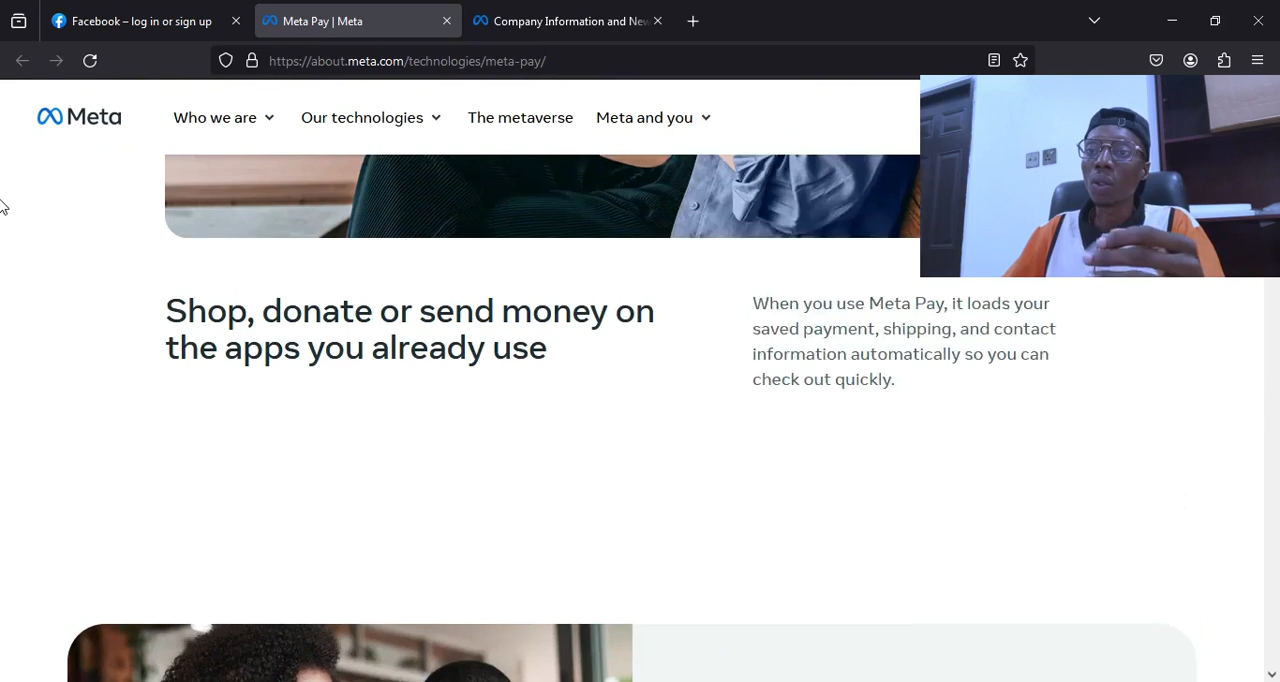 Facebook – log in or sign up
Meta Pay | Meta
Company Information and New
https://about.meta.com/technologies/meta-pay/
Meta
Who we are
Our technologies
The metaverse
Meta and you
Shop, donate or send money on
the apps you already use
When you use Meta Pay, it loads your
saved payment, shipping, and contact
information automatically so you can
check out quickly.